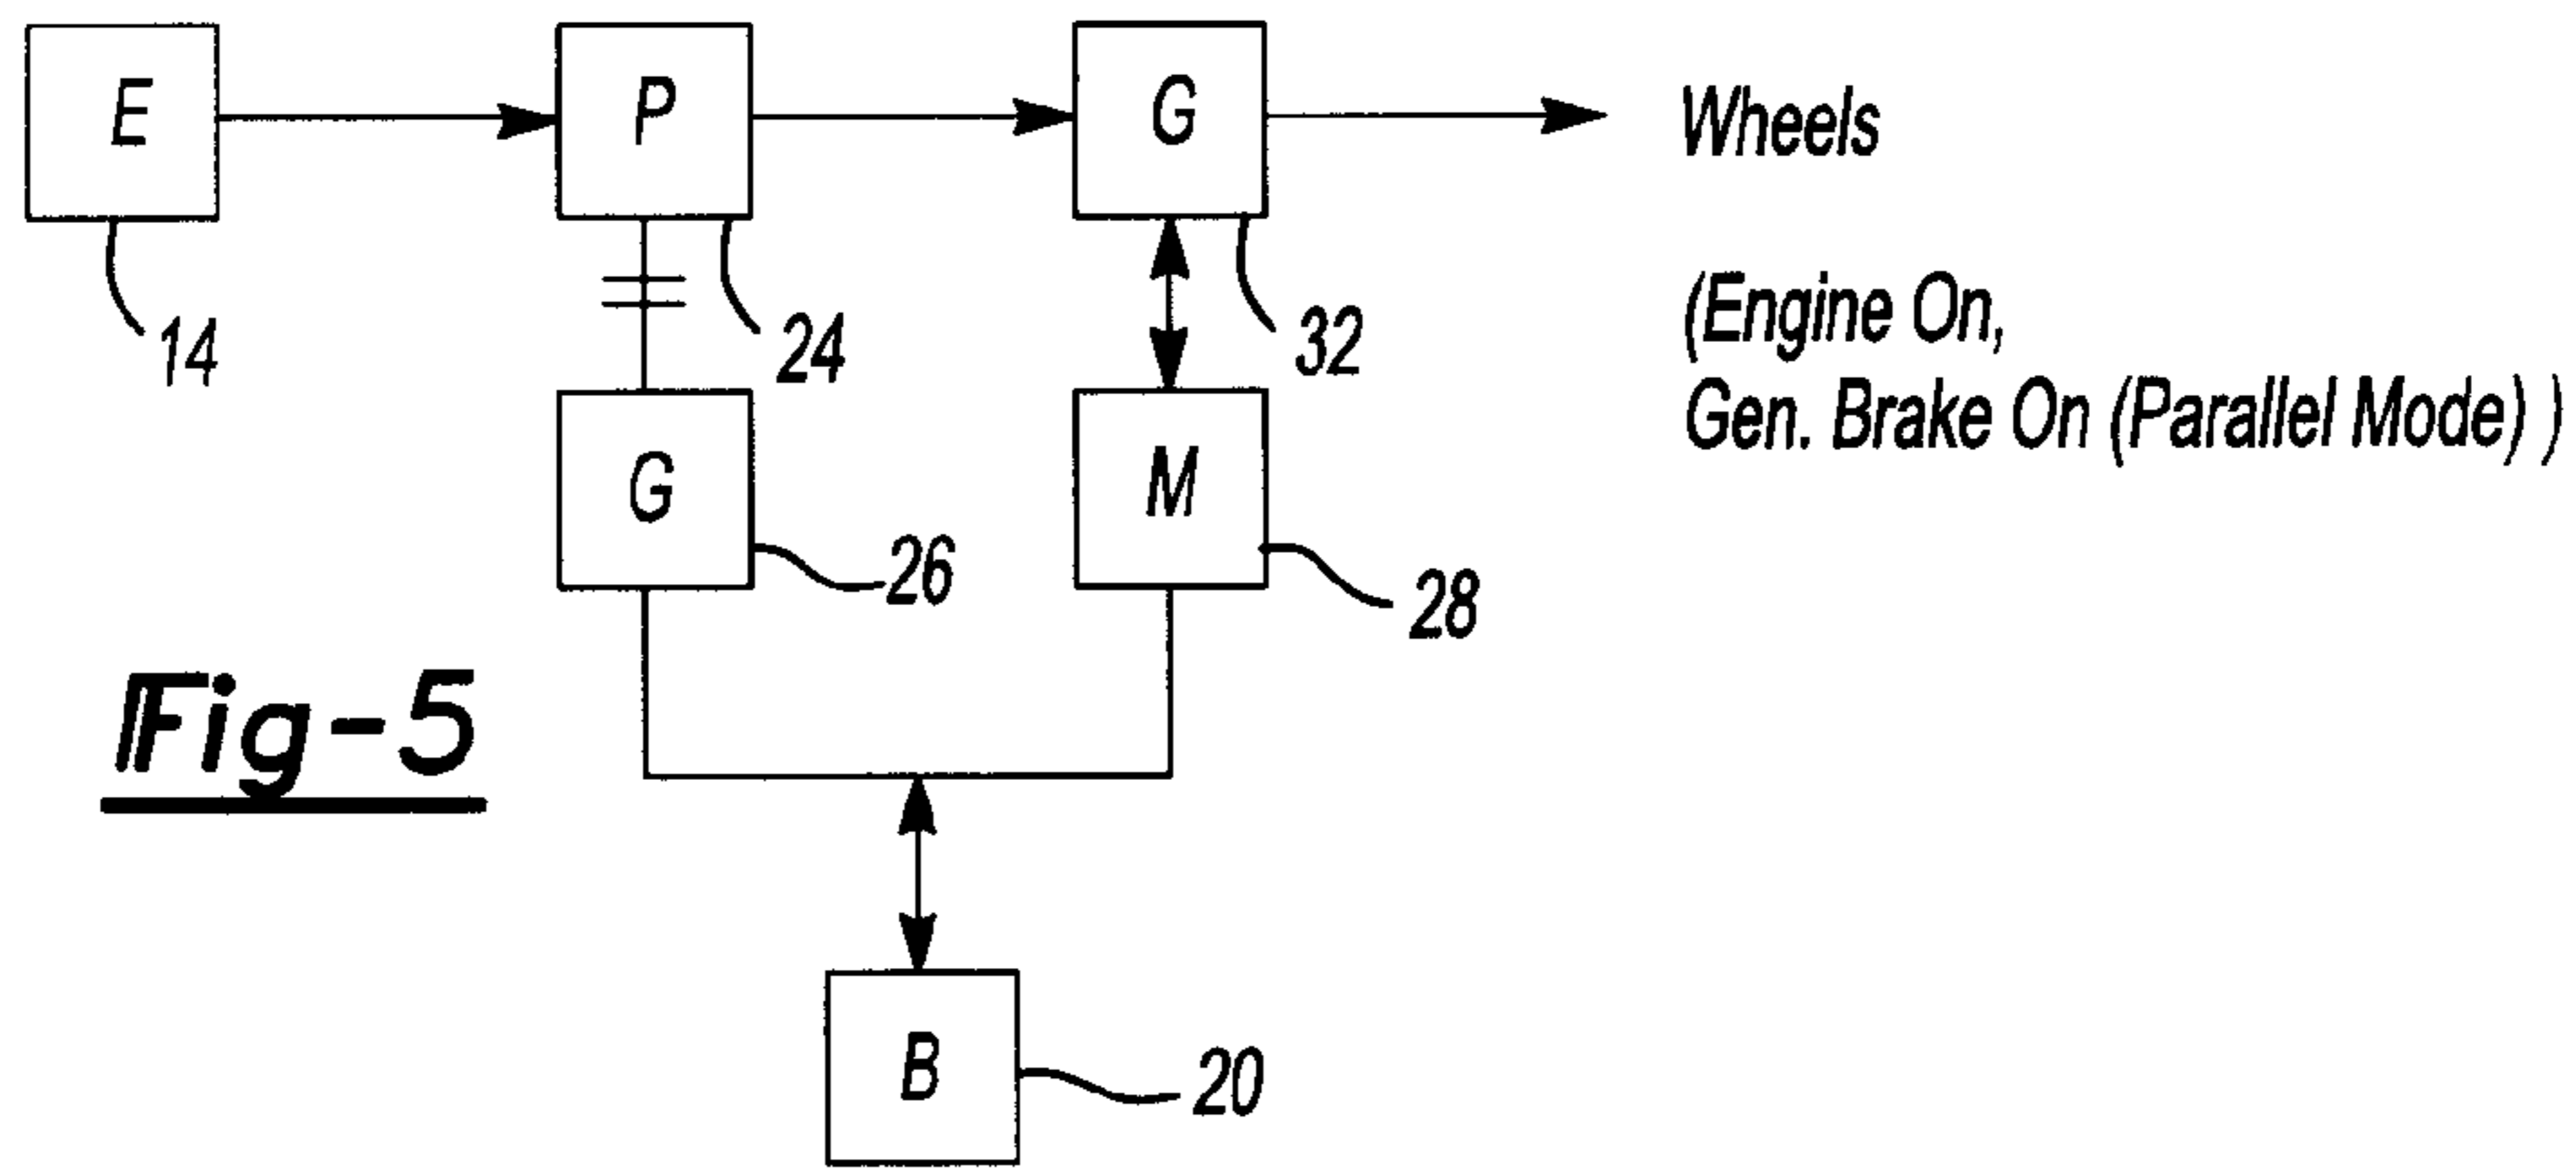 E
P
G
Wheels
14
24
32
(Engine On,
Gen. Brake On (Parallel Mode) )
G
M
26
28
Fig-5
B
20